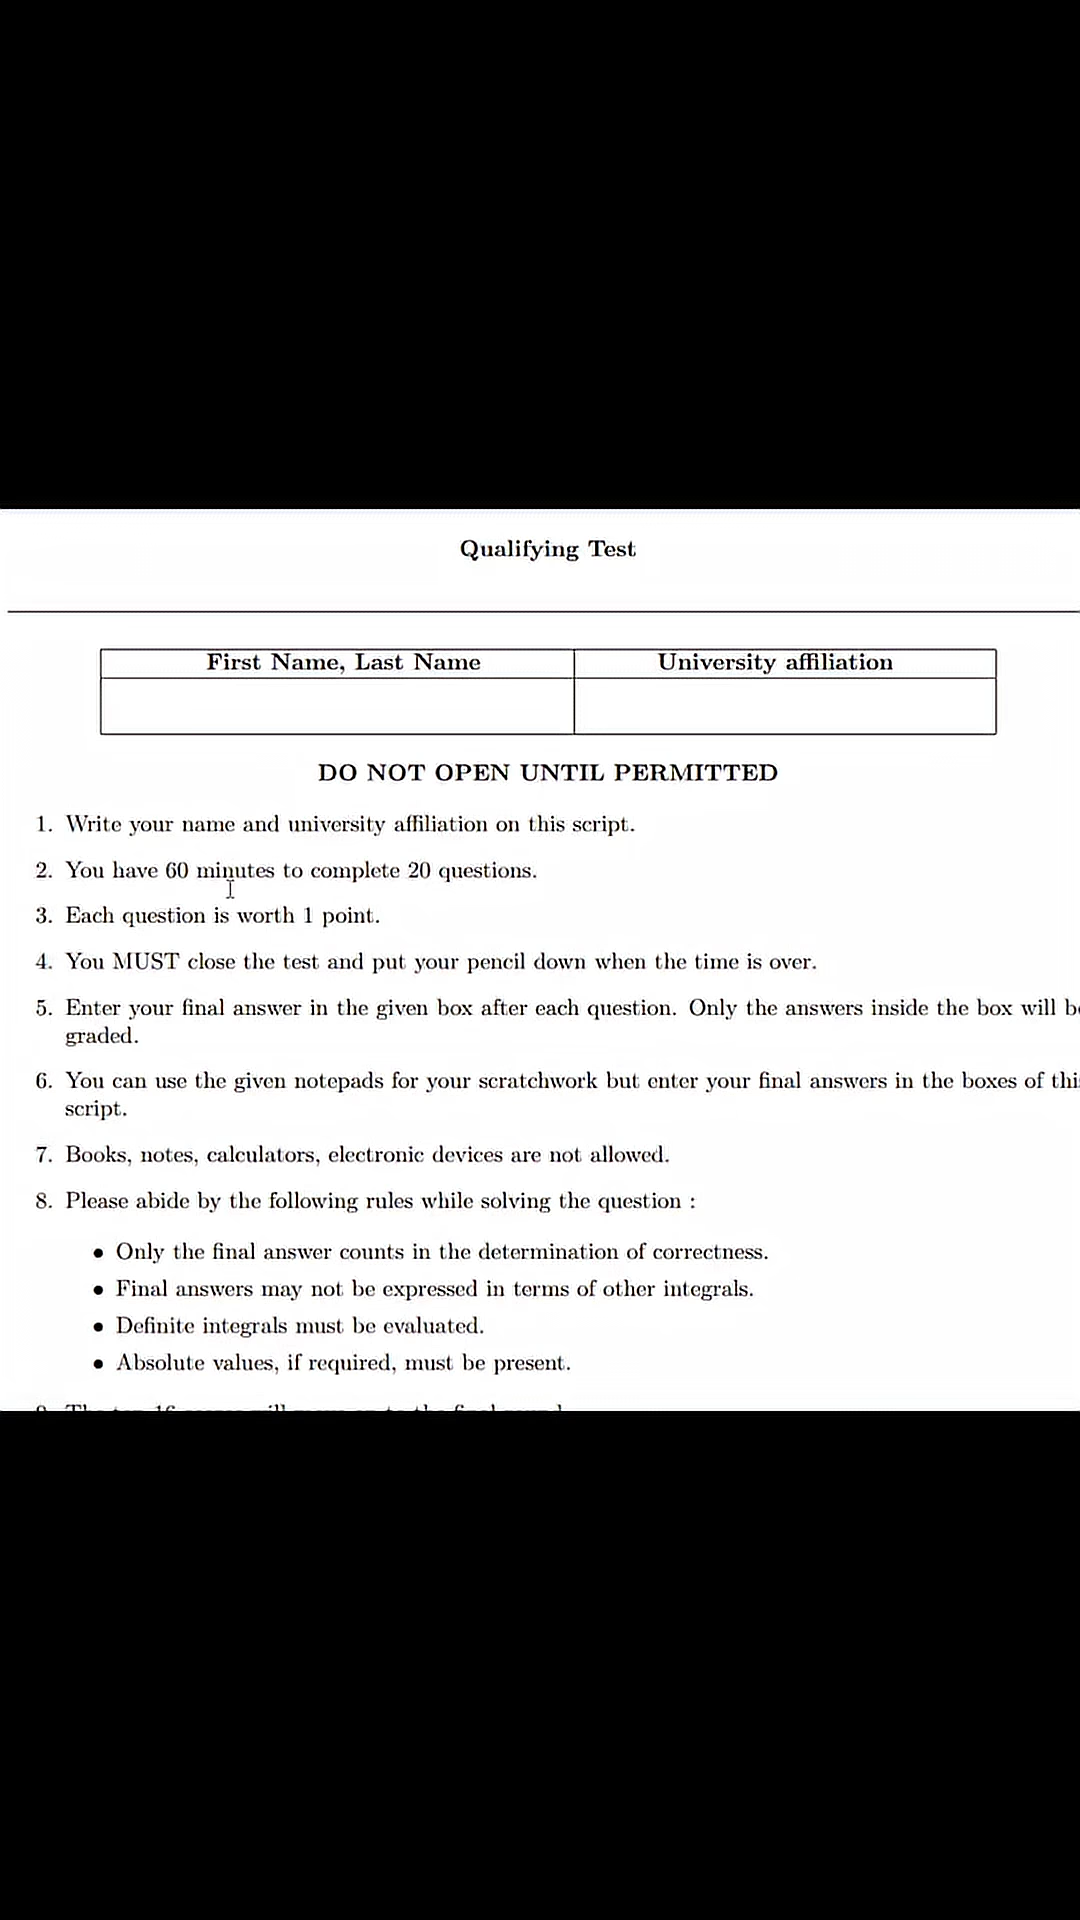 Qualifying Test
First Name, Last Name University affiliation
DO NOT OPEN UNTIL PERMITTED
1. Write your name and university affiliation on this script.
2. You have 60 minutes to complete 20 questions.
3. Each question is worth 1 point.
4. You MUST close the test and put your pencil down when the time is over.
5. Enter your final answer in the given box after each question. Only the answers inside the box will
graded.
6. You can use the given notepads for your scratchwork but enter your final answers in the boxes of
script.
7. Books, notes, calculators, electronic devices are not allowed.
8. Please abide by the following rules while solving the question :
• Only the final answer counts in the determination of correctness.
• Final answers may not be expressed in terms of other integrals.
• Definite integrals must be evaluated.
• Absolute values, if required, must be present.